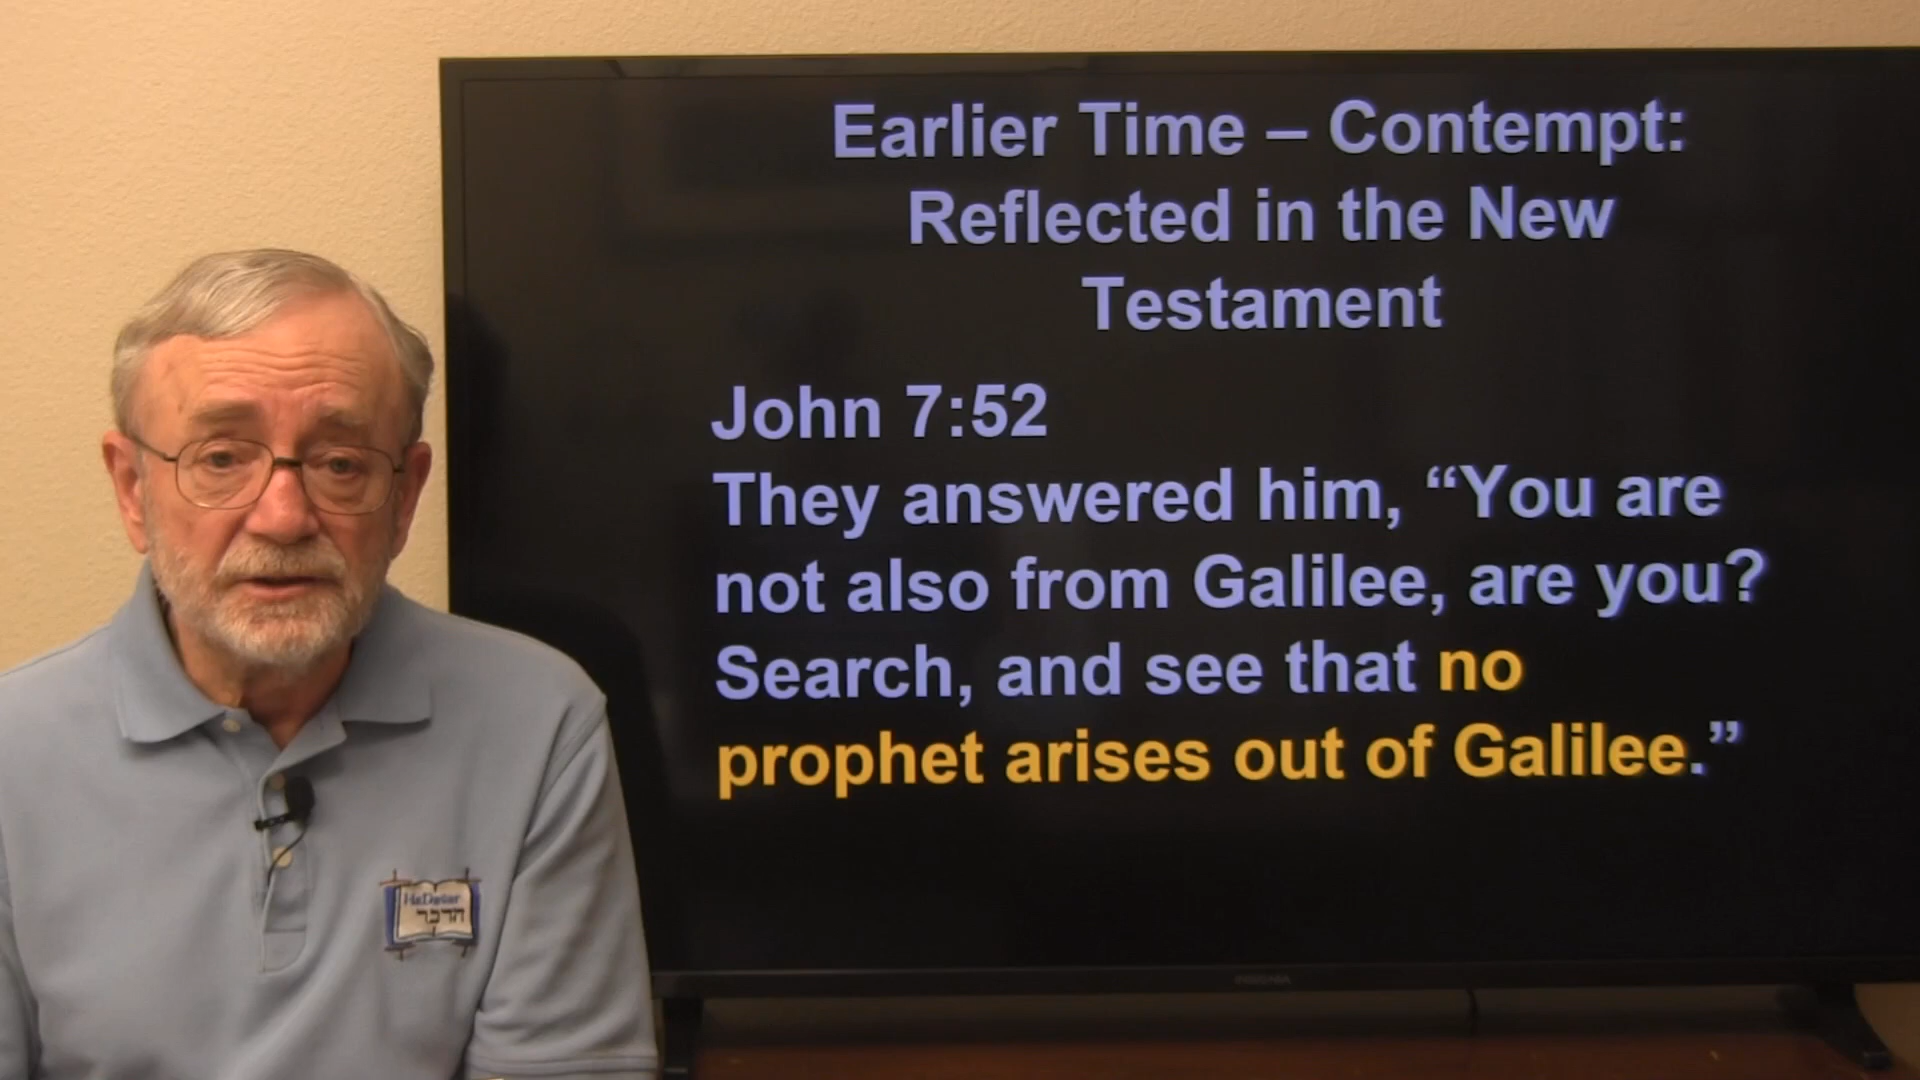 Earlier Time – Contempt:
Reflected in the New
Testament
John 7:52
They answered him, “You are
not also from Galilee, are you?
Search, and see that no
prophet arises out of Galilee.”
הדבר